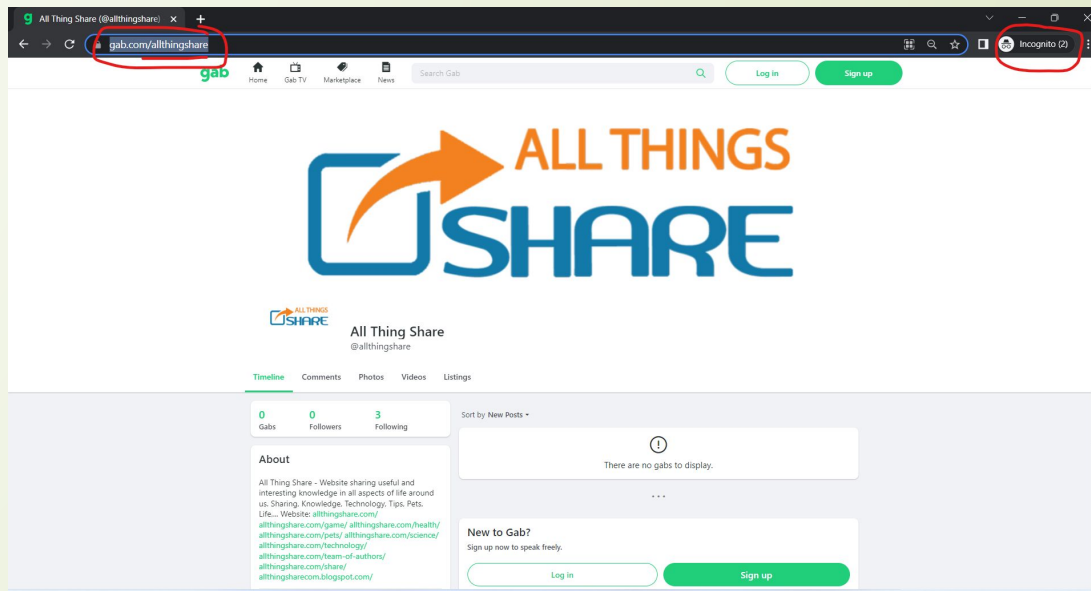 All Thing Share (@allthingshare)
gab.com/allthingshare
Incognito (2)
gab
Home
Gab TV
Marketplace
News
Search Gab
Log in
Sign up
ALL THINGS
SHARE
ALL THINGS
SHARE
All Thing Share
@allthingshare
Timeline Comments Photos Videos Listings
0 0 3
Gabs Followers Following
Sort by New Posts
There are no gabs to display.
About
All Thing Share - Website sharing useful and
interesting knowledge in all aspects of life around
us. Sharing, Knowledge, Technology, Tips, Pets,
Life,... Website: allthingshare.com/
allthingshare.com/game/ allthingshare.com/health/
allthingshare.com/pets/ allthingshare.com/science/
allthingshare.com/technology/
allthingshare.com/team-of-authors/
allthingshare.com/share/
allthingsharecom.blogspot.com/
New to Gab?
Sign up now to speak freely.
Log in
Sign up